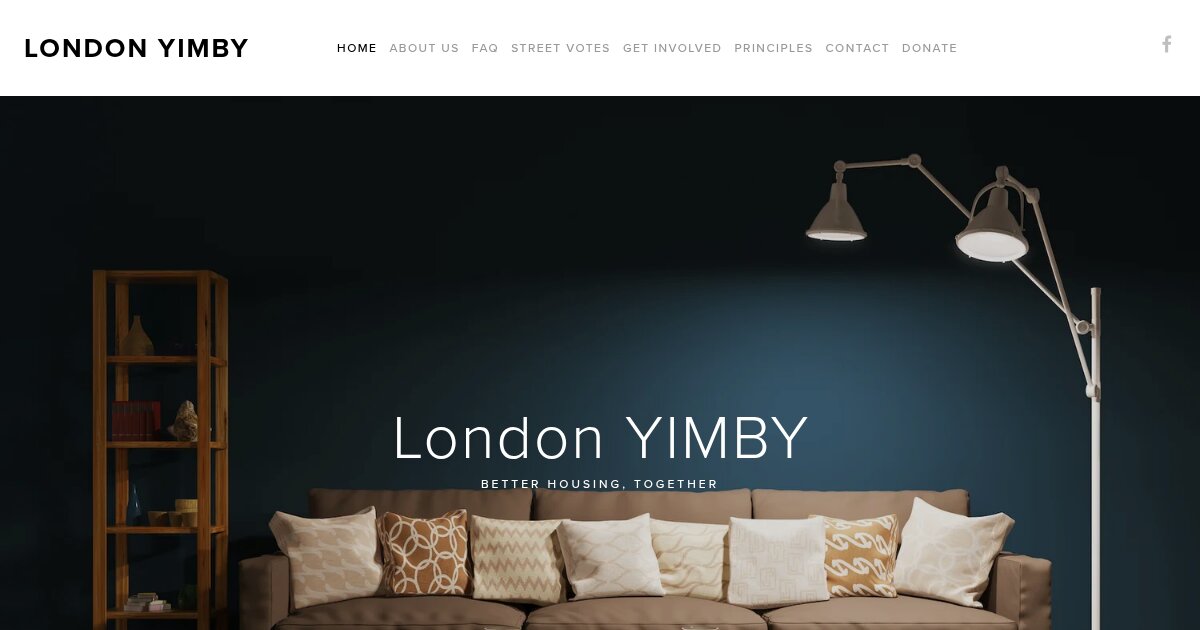 LONDON YIMBY
HOME ABOUT US FAQ STREET VOTES GET INVOLVED PRINCIPLES CONTACT DONATE
London YIMBY
BETTER HOUSING, TOGETHER